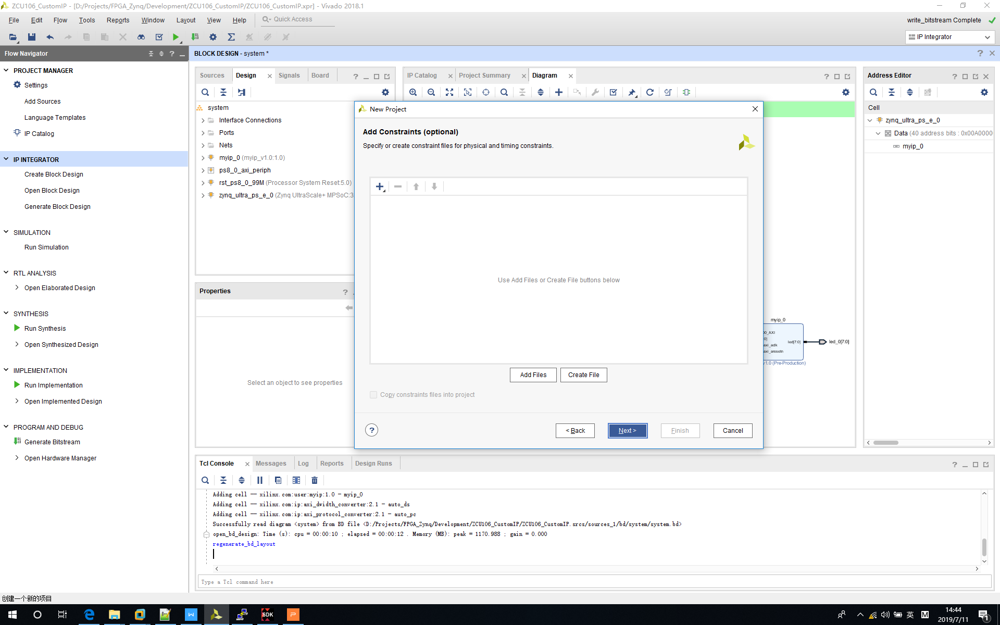 ZCU106_CustomIP - [D:/Projects/FPGA_Zynq/Development/ZCU106_CustomIP/ZCU106_CustomIP.xpr] - Vivado 2018.1
File Edit Flow Tools Reports Window Layout View Help Quick Access
write_bitstream Complete
IP Integrator
Flow Navigator
PROJECT MANAGER
Settings
Add Sources
Language Templates
IP Catalog
IP INTEGRATOR
Create Block Design
Open Block Design
Generate Block Design
SIMULATION
Run Simulation
RTL ANALYSIS
Open Elaborated Design
SYNTHESIS
Run Synthesis
Open Synthesized Design
IMPLEMENTATION
Run Implementation
Open Implemented Design
PROGRAM AND DEBUG
Generate Bitstream
Open Hardware Manager
BLOCK DESIGN - system *
Sources Design Signals Board
system
Interface Connections
Ports
Nets
myip_0 (myip_v1.0:1.0)
ps8_0_axi_periph
rst_ps8_0_99M (Processor System Reset:5.0)
zynq_ultra_ps_e_0 (Zynq UltraScale+ MPSoC:3
Properties
Select an object to see properties
IP Catalog Project Summary Diagram
myip_0
00_AXI
0]
axi_aclk
axi_aresetn
led[7:0]
led_0[7:0]
v1.0 (Pre-Production)
Address Editor
Cell
zynq_ultra_ps_e_0
Data (40 address bits : 0x00A0000
myip_0
New Project
Add Constraints (optional)
Specify or create constraint files for physical and timing constraints.
Use Add Files or Create File buttons below
Add Files Create File
Copy constraints files into project
? < Back Next > Finish Cancel
Tcl Console Messages Log Reports Design Runs
Adding cell -- xilinx.com:user:myip:1.0 - myip_0
Adding cell -- xilinx.com:ip:axi_dwidth_converter:2.1 - auto_ds
Adding cell -- xilinx.com:ip:axi_protocol_converter:2.1 - auto_pc
Successfully read diagram <system> from BD file <D:/Projects/FPGA_Zynq/Development/ZCU106_CustomIP/ZCU106_CustomIP.srcs/sources_1/bd/system/system.bd>
open_bd_design: Time (s): cpu = 00:00:10 ; elapsed = 00:00:12 . Memory (MB): peak = 1170.988 ; gain = 0.000
regenerate_bd_layout
Type a Tcl command here
创建一个新的项目
SDK
英 M
14:44
2019/7/11
1